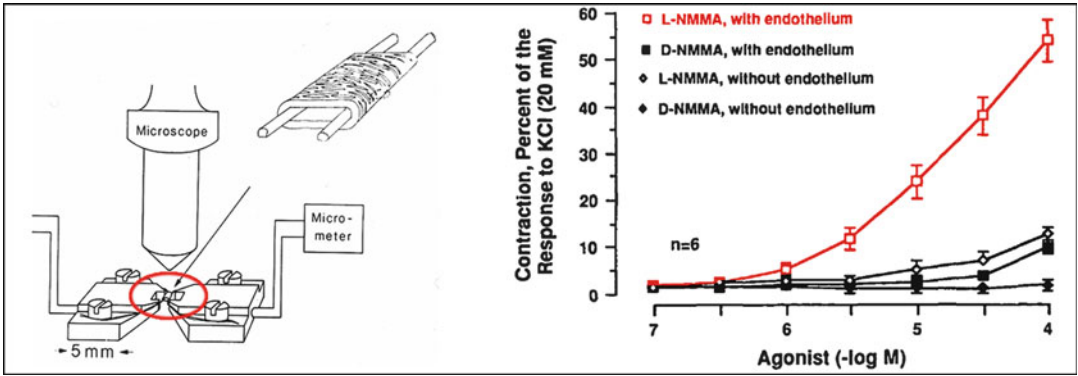 Microscope
Micro-
meter
5 mm
Contraction, Percent of the
Response to KCl (20 mM)
60
50
40
30
20
10
0
L-NMMA, with endothelium
D-NMMA, with endothelium
L-NMMA, without endothelium
D-NMMA, without endothelium
n=6
7 6 5 4
Agonist (-log M)